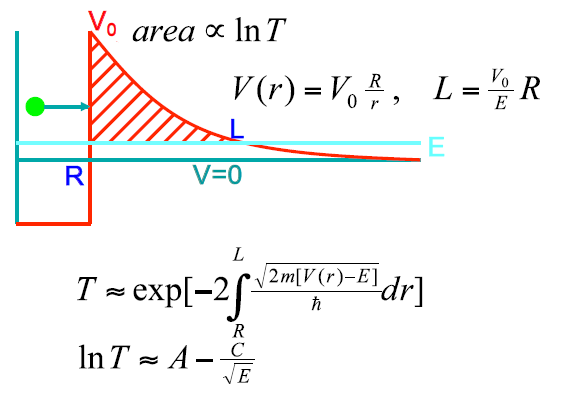 V₀ area ∝ ln T
V(r) = V₀ R/r , L = V₀/E R
L
E
R V=0
T ≈ exp[−2∫_R^L √(2m[V(r)−E])/ħ dr]
ln T ≈ A − C/√E